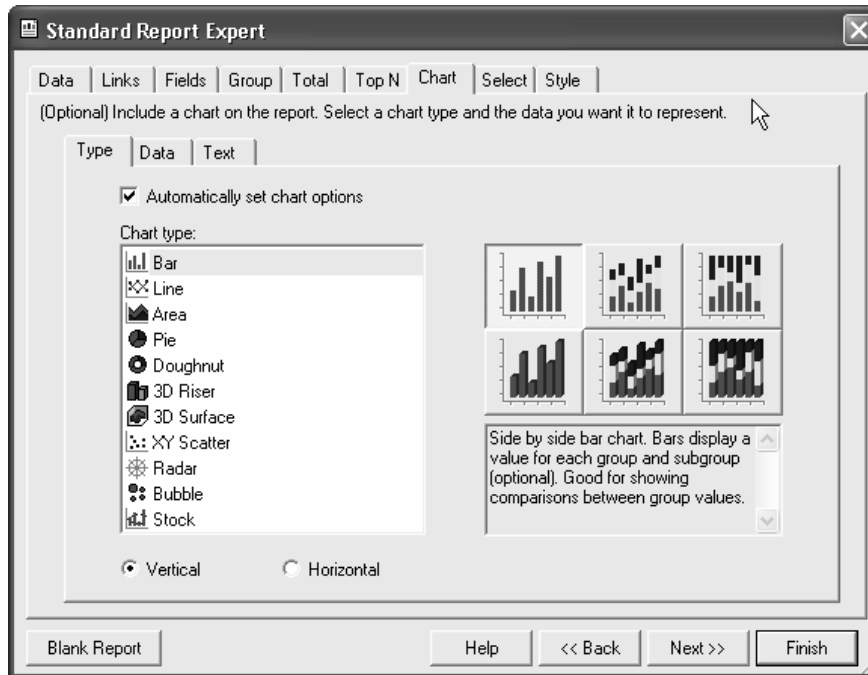 Standard Report Expert
Data Links Fields Group Total Top N Chart Select Style
(Optional) Include a chart on the report. Select a chart type and the data you want it to represent.
Type Data Text
Automatically set chart options
Chart type:
Bar
Line
Area
Pie
Doughnut
3D Riser
3D Surface
XY Scatter
Radar
Bubble
Stock
Side by side bar chart. Bars display a
value for each group and subgroup
(optional). Good for showing
comparisons between group values.
Vertical Horizontal
Blank Report Help << Back Next >> Finish